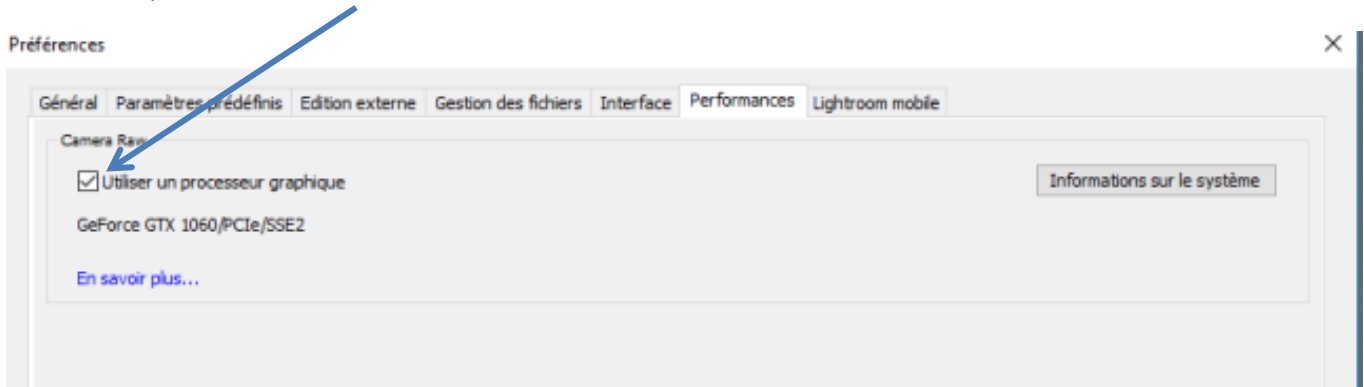 Préférences
Général Paramètres prédéfinis Edition externe Gestion des fichiers Interface Performances Lightroom mobile
Camera Raw
Utiliser un processeur graphique
Informations sur le système
GeForce GTX 1060/PCIe/SSE2
En savoir plus...